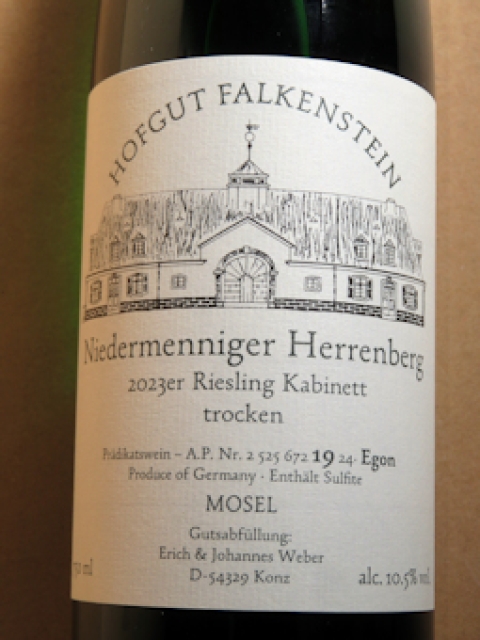 HOFGUT FALKENSTEIN
Niedermenniger Herrenberg
2023er Riesling Kabinett
trocken
Prädikatswein – A.P. Nr. 2 525 672 19 24 · Egon
Produce of Germany · Enthält Sulfite
MOSEL
Gutsabfüllung:
Erich & Johannes Weber
D-54329 Konz
ml
alc. 10.5% vol